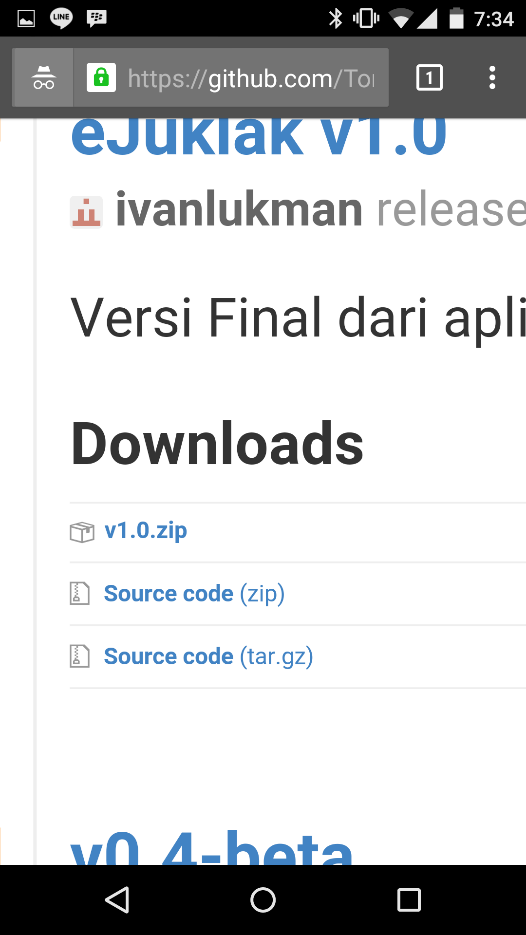 LINE
7:34
https://github.com/To
1
eJuklak v1.0
ivanlukman release
Versi Final dari apli
Downloads
v1.0.zip
Source code (zip)
Source code (tar.gz)
v0.4-beta